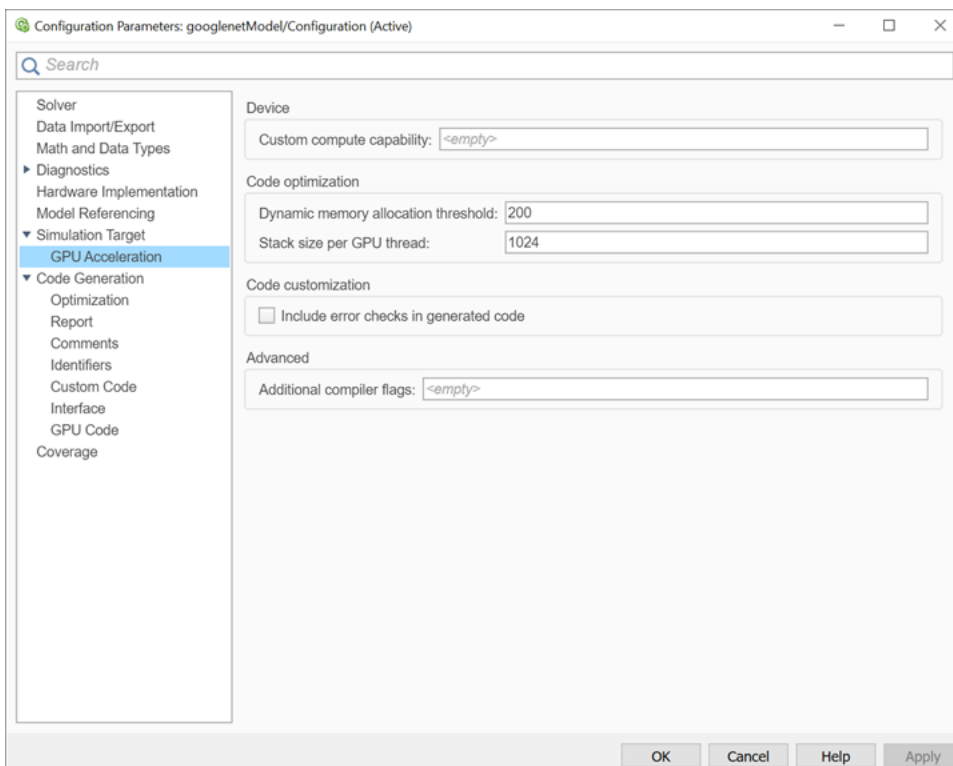 Configuration Parameters: googlenetModel/Configuration (Active)
Search
Solver
Data Import/Export
Math and Data Types
Diagnostics
Hardware Implementation
Model Referencing
Simulation Target
GPU Acceleration
Code Generation
Optimization
Report
Comments
Identifiers
Custom Code
Interface
GPU Code
Coverage
Device
Custom compute capability: <empty>
Code optimization
Dynamic memory allocation threshold: 200
Stack size per GPU thread: 1024
Code customization
Include error checks in generated code
Advanced
Additional compiler flags: <empty>
OK Cancel Help Apply